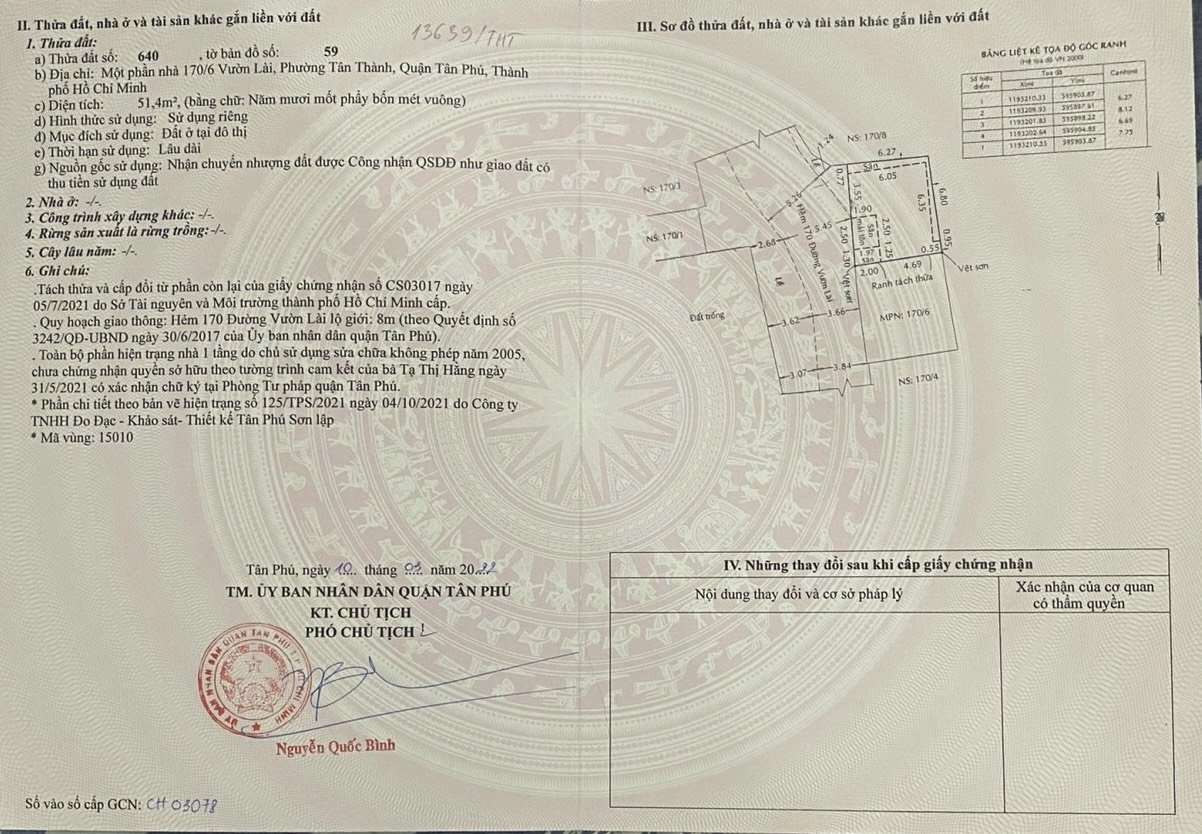 II. Thửa đất, nhà ở và tài sản khác gắn liền với đất
13639/THT
1. Thửa đất:
a) Thửa đất số: 640 , tờ bản đồ số: 59
b) Địa chỉ: Một phần nhà 170/6 Vườn Lài, Phường Tân Thành, Quận Tân Phú, Thành
phố Hồ Chí Minh
c) Diện tích: 51,4m², (bằng chữ: Năm mươi mốt phẩy bốn mét vuông)
d) Hình thức sử dụng: Sử dụng riêng
đ) Mục đích sử dụng: Đất ở tại đô thị
e) Thời hạn sử dụng: Lâu dài
g) Nguồn gốc sử dụng: Nhận chuyển nhượng đất được Công nhận QSDĐ như giao đất có
thu tiền sử dụng đất
2. Nhà ở: -/-.
3. Công trình xây dựng khác: -/-.
4. Rừng sản xuất là rừng trồng: -/-.
5. Cây lâu năm: -/-.
6. Ghi chú:
.Tách thửa và cấp đổi từ phần còn lại của giấy chứng nhận số CS03017 ngày
05/7/2021 do Sở Tài nguyên và Môi trường thành phố Hồ Chí Minh cấp.
. Quy hoạch giao thông: Hẻm 170 Đường Vườn Lài lộ giới: 8m (theo Quyết định số
3242/QĐ-UBND ngày 30/6/2017 của Ủy ban nhân dân quận Tân Phú).
. Toàn bộ phần hiện trạng nhà 1 tầng do chủ sử dụng sửa chữa không phép năm 2005,
chưa chứng nhận quyền sở hữu theo tường trình cam kết của bà Tạ Thị Hằng ngày
31/5/2021 có xác nhận chữ ký tại Phòng Tư pháp quận Tân Phú.
* Phần chi tiết theo bản vẽ hiện trạng số 125/TPS/2021 ngày 04/10/2021 do Công ty
TNHH Đo Đạc - Khảo sát- Thiết kế Tân Phú Sơn lập
* Mã vùng: 15010
Tân Phú, ngày 10 tháng 03 năm 2022
TM. ỦY BAN NHÂN DÂN QUẬN TÂN PHÚ
KT. CHỦ TỊCH
PHÓ CHỦ TỊCH
ỦY BAN NHÂN DÂN QUẬN TÂN PHÚ T.P HỒ CHÍ MINH
Nguyễn Quốc Bình
Số vào sổ cấp GCN: CH 03078
III. Sơ đồ thửa đất, nhà ở và tài sản khác gắn liền với đất
BẢNG LIỆT KÊ TỌA ĐỘ GÓC RANH
(Hệ tọa độ VN 2000)
Số hiệu điểm Tọa độ Cạnh(m)
X(m) Y(m)
1 1193210.33 595903.87
6.27
2 1193209.93
8.12
3 1193201.83 595898.22
6.69
4 1193202.64 595904.85
7.75
1 1193210.33 595903.87
NS: 170/8
1.24
Lề
6.27
Sân
6.05
0.77
3.55
6.35
6.80
NS: 170/3
5.25
Hẻm 170 Đường Vườn Lài
5.45
1.90
2.50
Sân
mái tôn
2.50
1.25
0.95
0.55
NS: 170/1
2.68
1.97
Sân
1.30
Vệt sơn
2.00
4.69
Vệt sơn
Ranh tách thửa
Lề
Đất trống
3.62
3.66
MPN: 170/6
3.07
3.84
NS: 170/4
IV. Những thay đổi sau khi cấp giấy chứng nhận
Nội dung thay đổi và cơ sở pháp lý
Xác nhận của cơ quan
có thẩm quyền